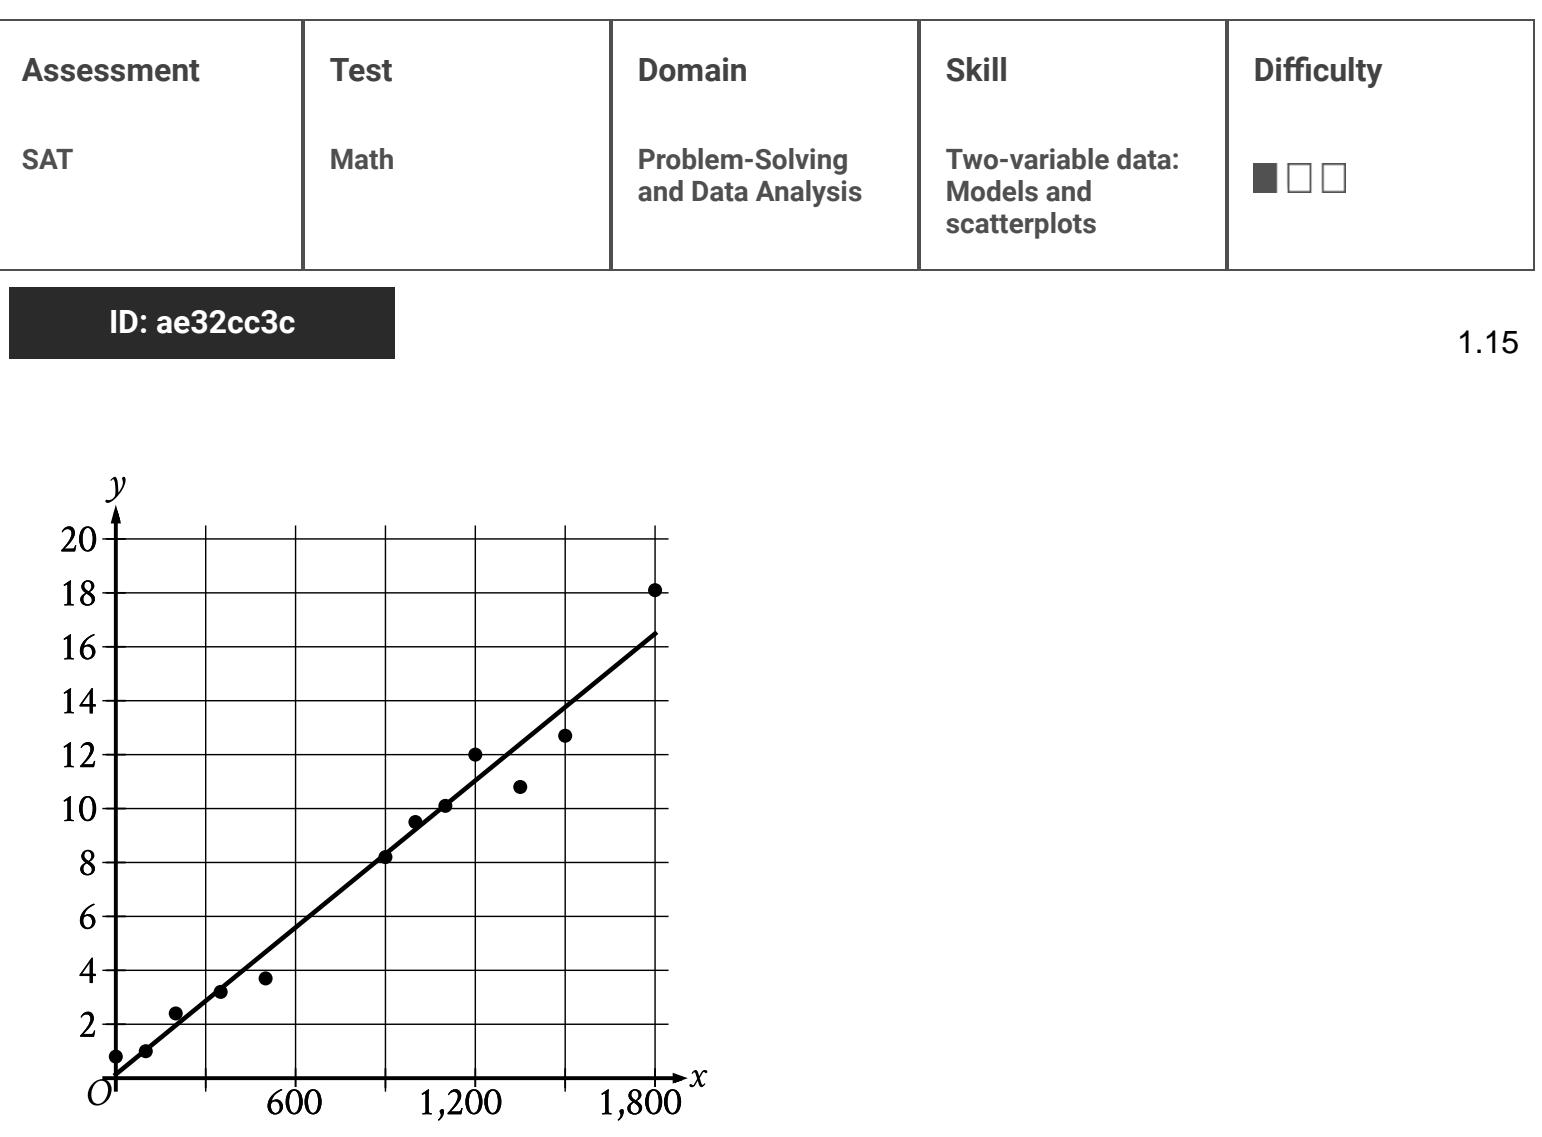 Assessment
Test
Domain
Skill
Difficulty
SAT
Math
Problem-Solving
and Data Analysis
Two-variable data:
Models and
scatterplots
ID: ae32cc3c
1.15
y
20
18
16
14
12
10
8
6
4
2
O
600
1,200
1,800
x